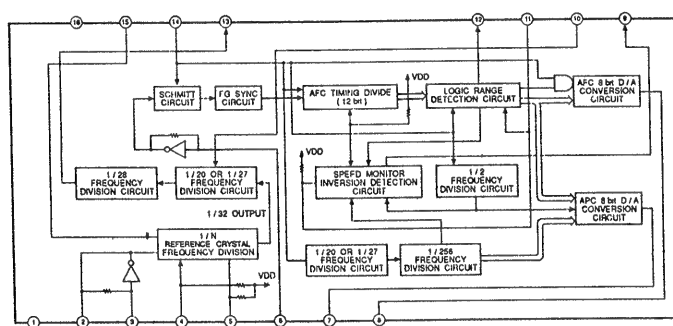 16
15
14
13
12
11
10
9
SCHMITT
CIRCUIT
FG SYNC
CIRCUIT
AFC TIMING DIVIDE
(12 bit)
VDD
LOGIC RANGE
DETECTION CIRCUIT
AFC 8 bit D/A
CONVERSION
CIRCUIT
1/28
FREQUENCY
DIVISION CIRCUIT
1/20 OR 1/27
FREQUENCY
DIVISION CIRCUIT
VDD
SPEED MONITOR
INVERSION DETECTION
CIRCUIT
1/2
FREQUENCY
DIVISION CIRCUIT
1/32 OUTPUT
APC 8 bit D/A
CONVERSION
CIRCUIT
1/N
REFERENCE CRYSTAL
FREQUENCY DIVISION
1/20 OR 1/27
FREQUENCY
DIVISION CIRCUIT
1/256
FREQUENCY
DIVISION CIRCUIT
VDD
1
2
3
4
5
6
7
8